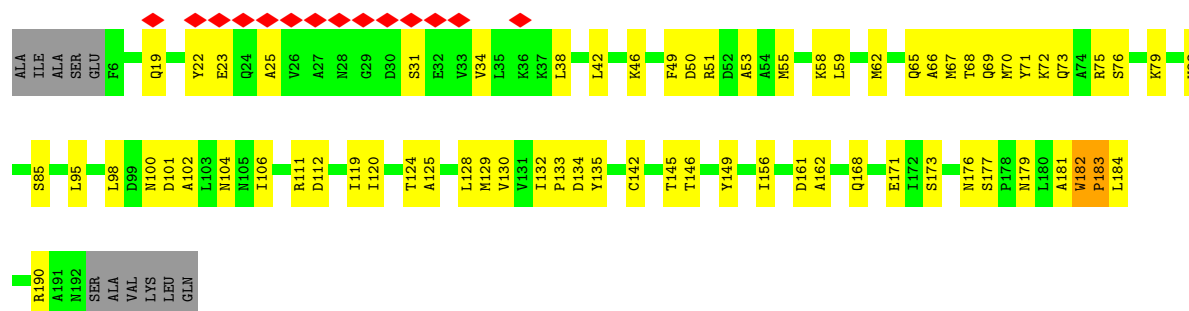 ALA ILE ALA SER GLU F6 Q19 Y22 E23 Q24 A25 V26 A27 N28 G29 D30 S31 E32 V33 V34 L35 K36 K37 L38 L42 K46 F49 D50 R51 D52 A53 A54 M55 K58 L59 M62 Q65 A66 M67 T68 Q69 M70 Y71 K72 Q73 A74 R75 S76 K79
S85 L95 L98 D99 N100 D101 A102 L103 N104 N105 I106 R111 D112 I119 I120 T124 A125 L128 M129 V130 V131 I132 P133 D134 Y135 C142 T145 T146 Y149 I156 D161 A162 Q168 E171 I172 S173 N176 S177 P178 N179 L180 A181 W182 P183 L184
R190 A191 N192 SER ALA VAL LYS LEU GLN